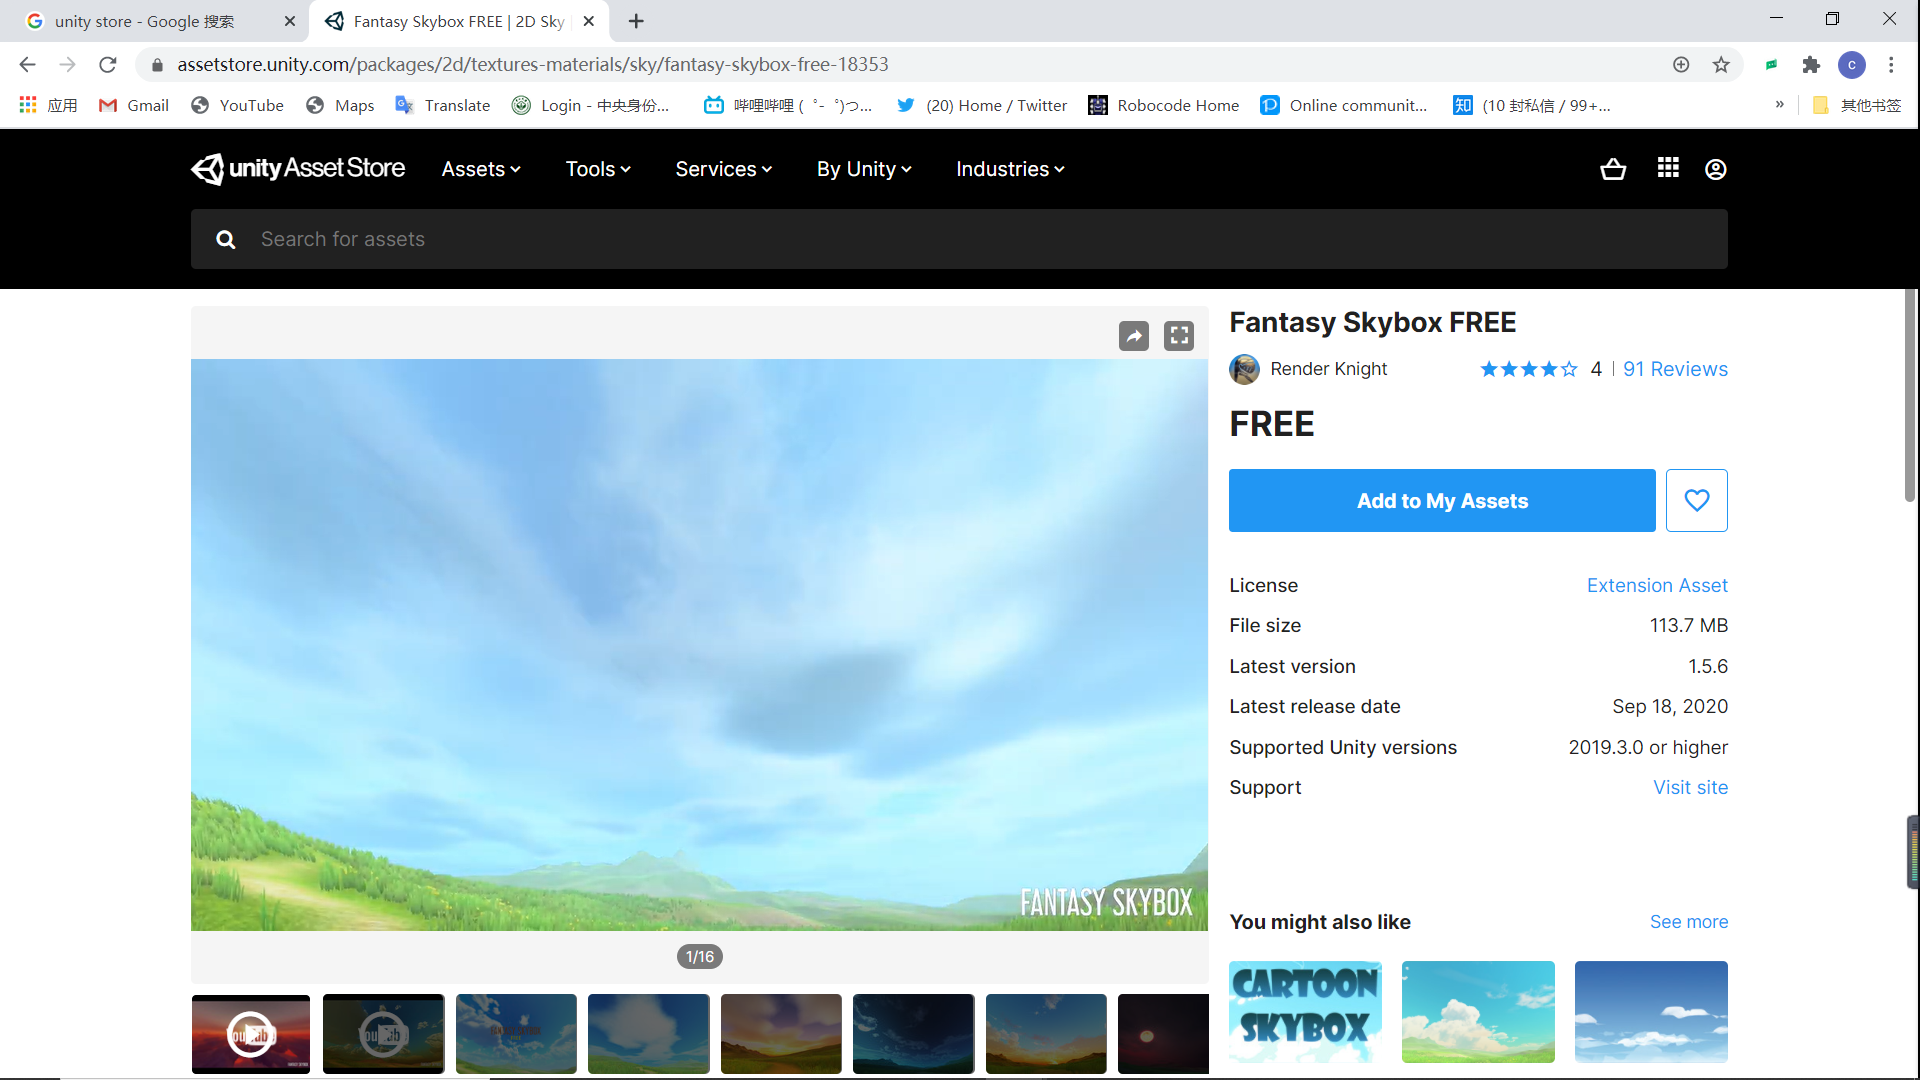 unity store - Google 搜索
Fantasy Skybox FREE | 2D Sky
assetstore.unity.com/packages/2d/textures-materials/sky/fantasy-skybox-free-18353
c
应用
Gmail
YouTube
Maps
Translate
Login - 中央身份...
哔哩哔哩 ( ゜- ゜)つ...
(20) Home / Twitter
Robocode Home
Online communit...
知 (10 封私信 / 99+...
»
其他书签
unity Asset Store
Assets
Tools
Services
By Unity
Industries
Search for assets
FANTASY SKYBOX
1/16
Fantasy Skybox FREE
Render Knight
4 | 91 Reviews
FREE
Add to My Assets
License Extension Asset
File size 113.7 MB
Latest version 1.5.6
Latest release date Sep 18, 2020
Supported Unity versions 2019.3.0 or higher
Support Visit site
You might also like See more
CARTOON
SKYBOX